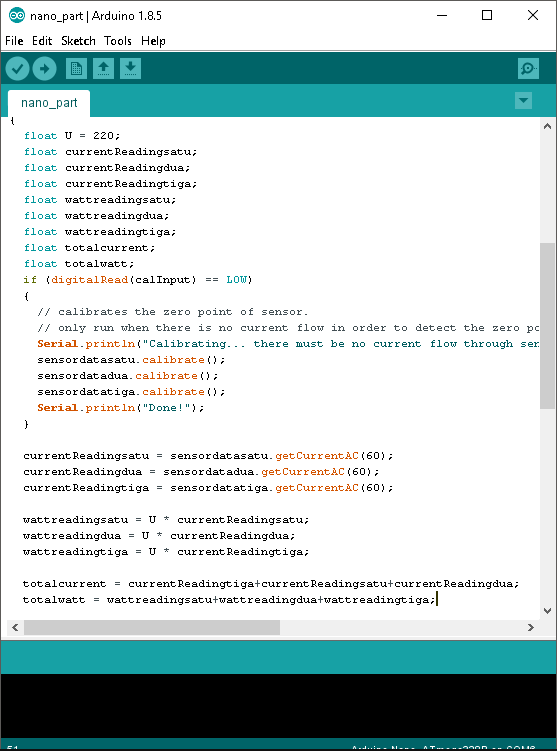 nano_part | Arduino 1.8.5
File Edit Sketch Tools Help
nano_part
{
float U = 220;
float currentReadingsatu;
float currentReadingdua;
float currentReadingtiga;
float wattreadingsatu;
float wattreadingdua;
float wattreadingtiga;
float totalcurrent;
float totalwatt;
if (digitalRead(calInput) == LOW)
{
// calibrates the zero point of sensor.
// only run when there is no current flow in order to detect the zero po
Serial.println("Calibrating... there must be no current flow through sen
sensordatasatu.calibrate();
sensordatadua.calibrate();
sensordatatiga.calibrate();
Serial.println("Done!");
}
currentReadingsatu = sensordatasatu.getCurrentAC(60);
currentReadingdua = sensordatadua.getCurrentAC(60);
currentReadingtiga = sensordatatiga.getCurrentAC(60);
wattreadingsatu = U * currentReadingsatu;
wattreadingdua = U * currentReadingdua;
wattreadingtiga = U * currentReadingtiga;
totalcurrent = currentReadingtiga+currentReadingsatu+currentReadingdua;
totalwatt = wattreadingsatu+wattreadingdua+wattreadingtiga;